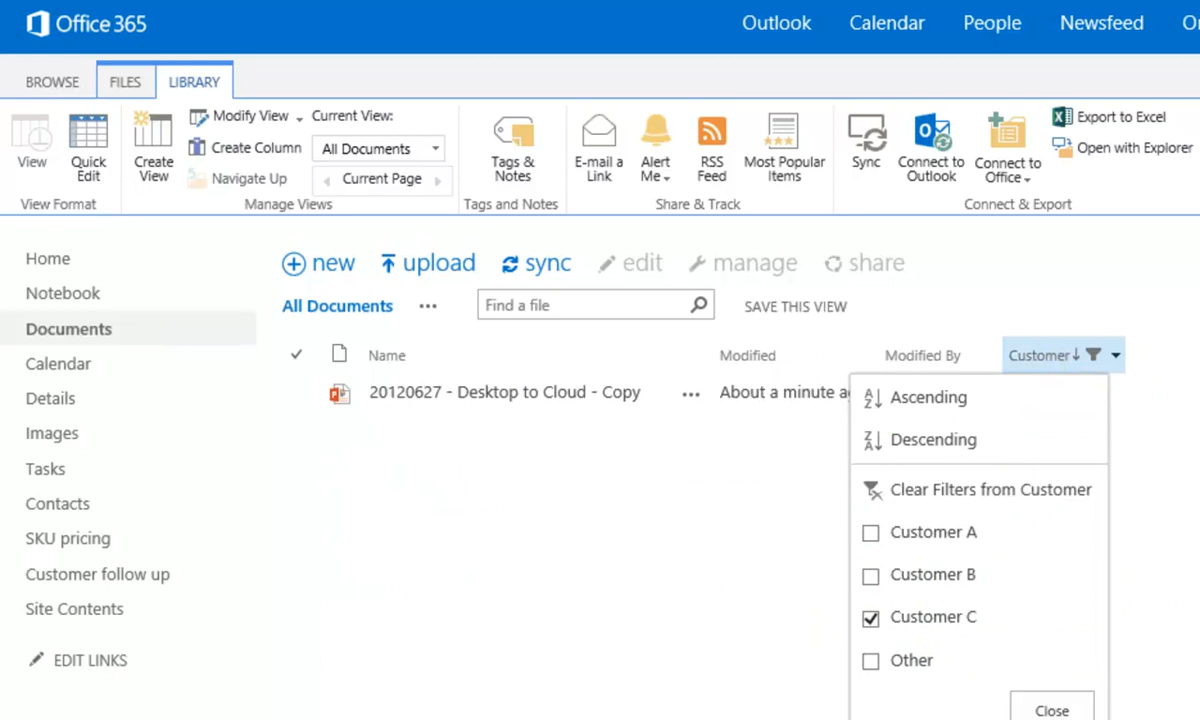 Office 365
Outlook Calendar People Newsfeed
BROWSE FILES LIBRARY
View
Quick Edit
Create View
Modify View
Create Column
Navigate Up
Current View:
All Documents
Current Page
Tags & Notes
E-mail a Link
Alert Me
RSS Feed
Most Popular Items
Sync
Connect to Outlook
Connect to Office
Export to Excel
Open with Explorer
View Format
Manage Views
Tags and Notes
Share & Track
Connect & Export
Home
Notebook
Documents
Calendar
Details
Images
Tasks
Contacts
SKU pricing
Customer follow up
Site Contents
EDIT LINKS
new upload sync edit manage share
All Documents ••• Find a file SAVE THIS VIEW
Name Modified Modified By Customer
20120627 - Desktop to Cloud - Copy ••• About a minute
Ascending
Descending
Clear Filters from Customer
Customer A
Customer B
Customer C
Other
Close